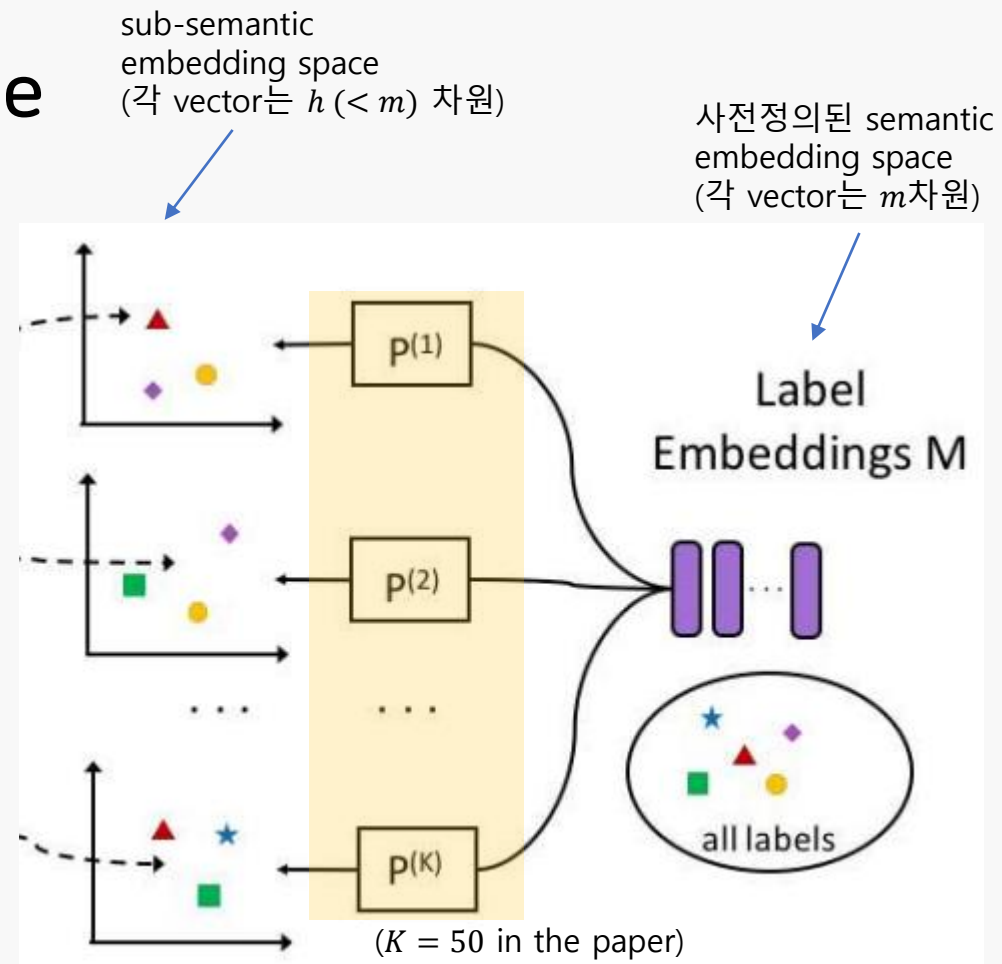 e
sub-semantic
embedding space
(각 vector는 h (< m) 차원)
사전정의된 semantic
embedding space
(각 vector는 m차원)
P(1)
Label
Embeddings M
P(2)
...
. . .
. . .
P(K)
all labels
(K = 50 in the paper)